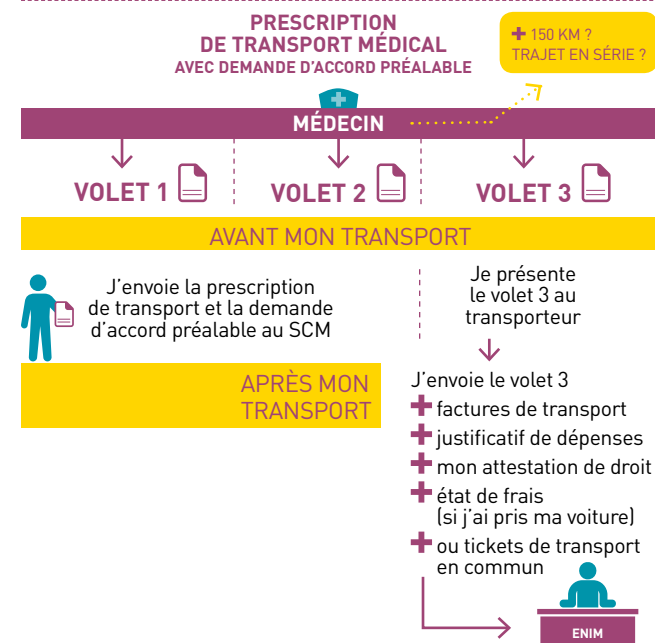 PRESCRIPTION
DE TRANSPORT MÉDICAL
AVEC DEMANDE D'ACCORD PRÉALABLE
+ 150 KM ?
TRAJET EN SÉRIE ?
MÉDECIN
VOLET 1
VOLET 2
VOLET 3
AVANT MON TRANSPORT
J'envoie la prescription
de transport et la demande
d'accord préalable au SCM
Je présente
le volet 3 au
transporteur
APRÈS MON
TRANSPORT
J'envoie le volet 3
+ factures de transport
+ justificatif de dépenses
+ mon attestation de droit
+ état de frais
(si j'ai pris ma voiture)
+ ou tickets de transport
en commun
ENIM